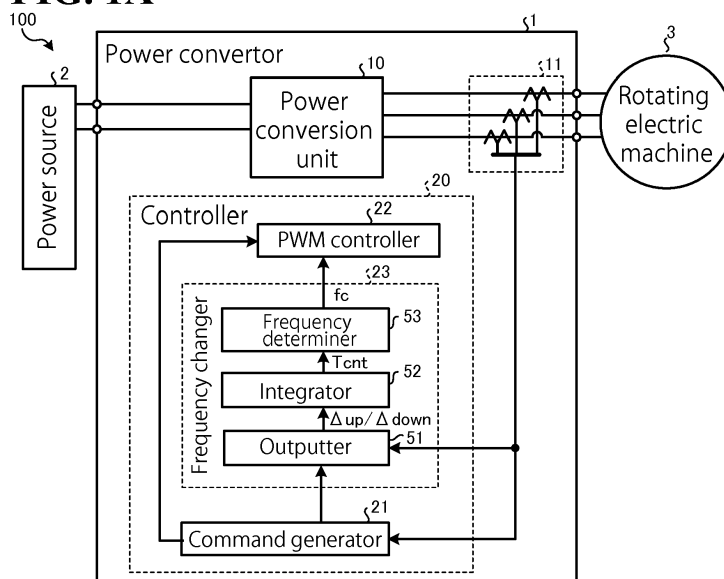 FIG. 1A
100
1
Power convertor
2
Power source
10
Power
conversion
unit
11
3
Rotating
electric
machine
20
Controller
22
PWM controller
23
fc
Frequency changer
Frequency
determiner
53
Tcnt
Integrator
52
Δup/Δdown
Outputter
51
21
Command generator